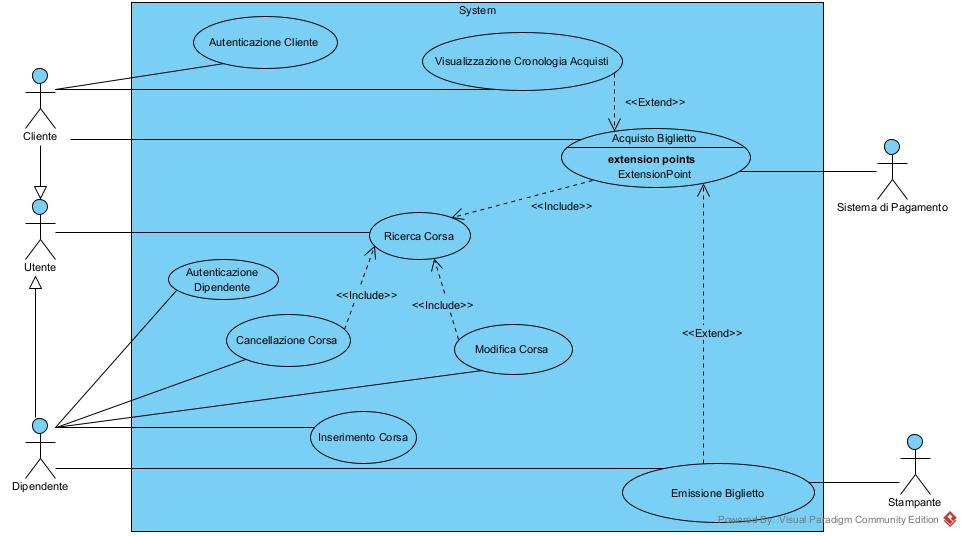 System
Autenticazione Cliente
Visualizzazione Cronologia Acquisti
<<Extend>>
Cliente
Acquisto Biglietto
extension points
ExtensionPoint
Sistema di Pagamento
<<Include>>
Utente
Ricerca Corsa
Autenticazione
Dipendente
<<Include>>
<<Include>>
Cancellazione Corsa
Modifica Corsa
<<Extend>>
Inserimento Corsa
Dipendente
Emissione Biglietto
Stampante
Powered By Visual Paradigm Community Edition